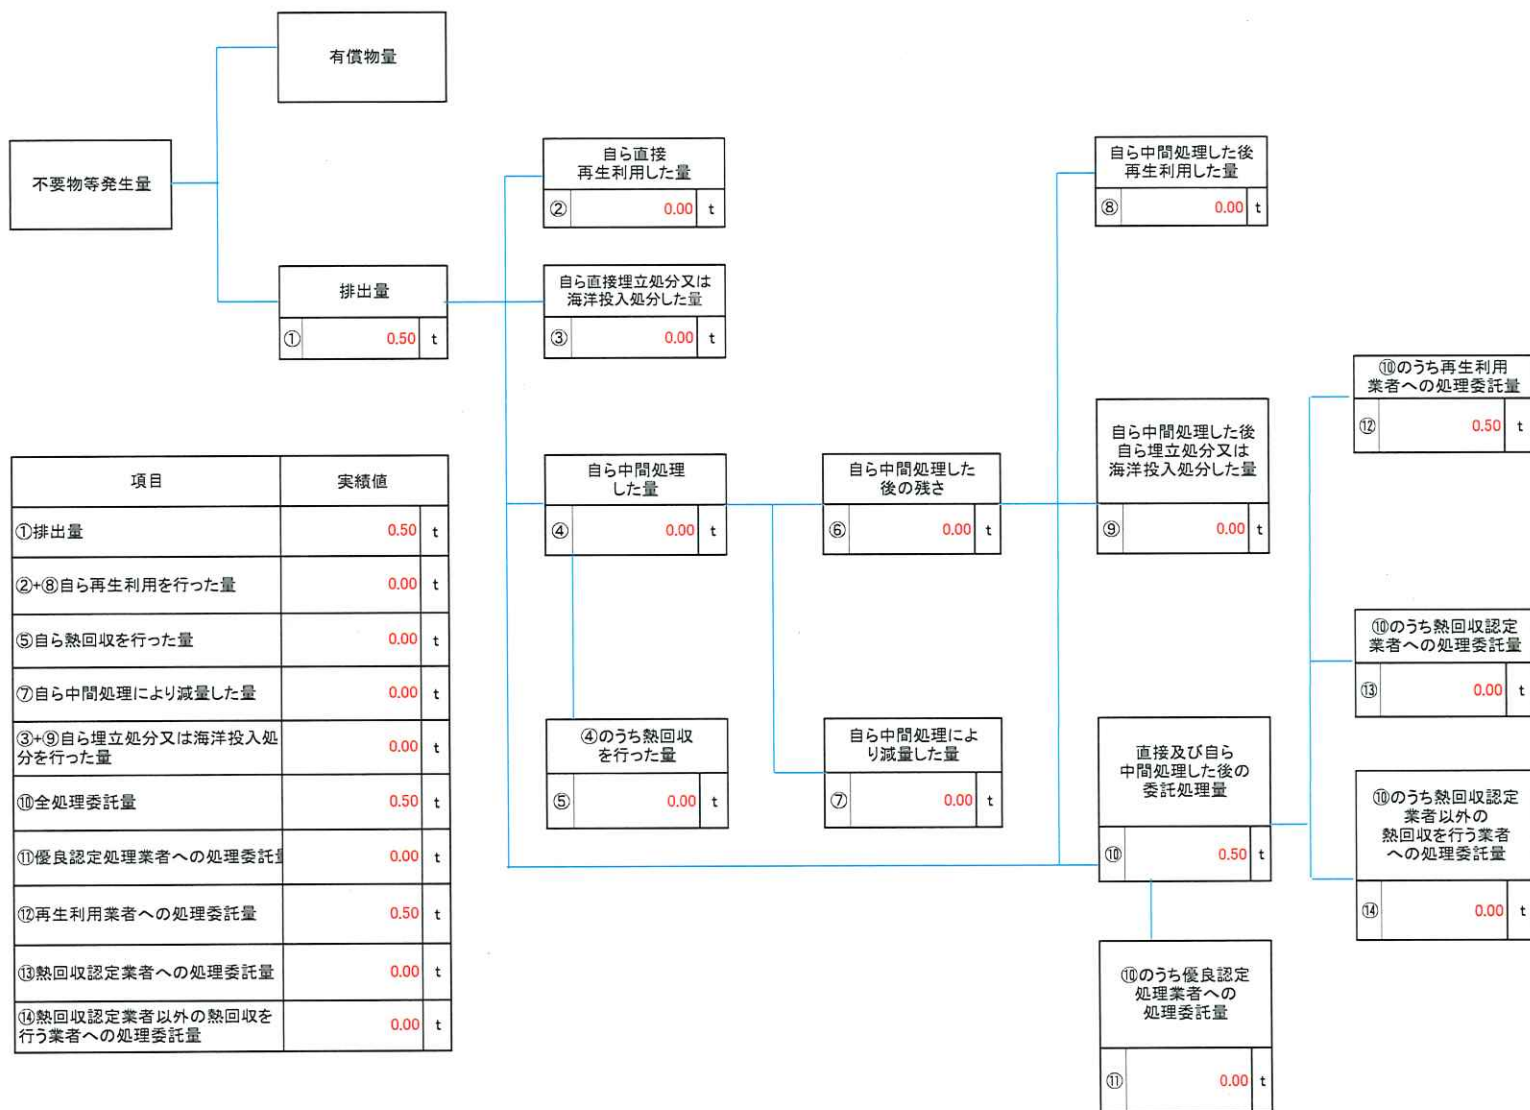 有償物量
不要物等発生量
排出量
① 0.50 t
自ら直接
再生利用した量
② 0.00 t
自ら直接埋立処分又は
海洋投入処分した量
③ 0.00 t
自ら中間処理
した量
④ 0.00 t
④のうち熱回収
を行った量
⑤ 0.00 t
自ら中間処理した
後の残さ
⑥ 0.00 t
自ら中間処理によ
り減量した量
⑦ 0.00 t
自ら中間処理した後
再生利用した量
⑧ 0.00 t
自ら中間処理した後
自ら埋立処分又は
海洋投入処分した量
⑨ 0.00 t
直接及び自ら
中間処理した後の
委託処理量
⑩ 0.50 t
⑩のうち優良認定
処理業者への
処理委託量
⑪ 0.00 t
⑩のうち再生利用
業者への処理委託量
⑫ 0.50 t
⑩のうち熱回収認定
業者への処理委託量
⑬ 0.00 t
⑩のうち熱回収認定
業者以外の
熱回収を行う業者
への処理委託量
⑭ 0.00 t
項目 実績値
①排出量 0.50 t
②+⑧自ら再生利用を行った量 0.00 t
⑤自ら熱回収を行った量 0.00 t
⑦自ら中間処理により減量した量 0.00 t
③+⑨自ら埋立処分又は海洋投入処
分を行った量 0.00 t
⑩全処理委託量 0.50 t
⑪優良認定処理業者への処理委託 0.00 t
⑫再生利用業者への処理委託量 0.50 t
⑬熱回収認定業者への処理委託量 0.00 t
⑭熱回収認定業者以外の熱回収を
行う業者への処理委託量 0.00 t